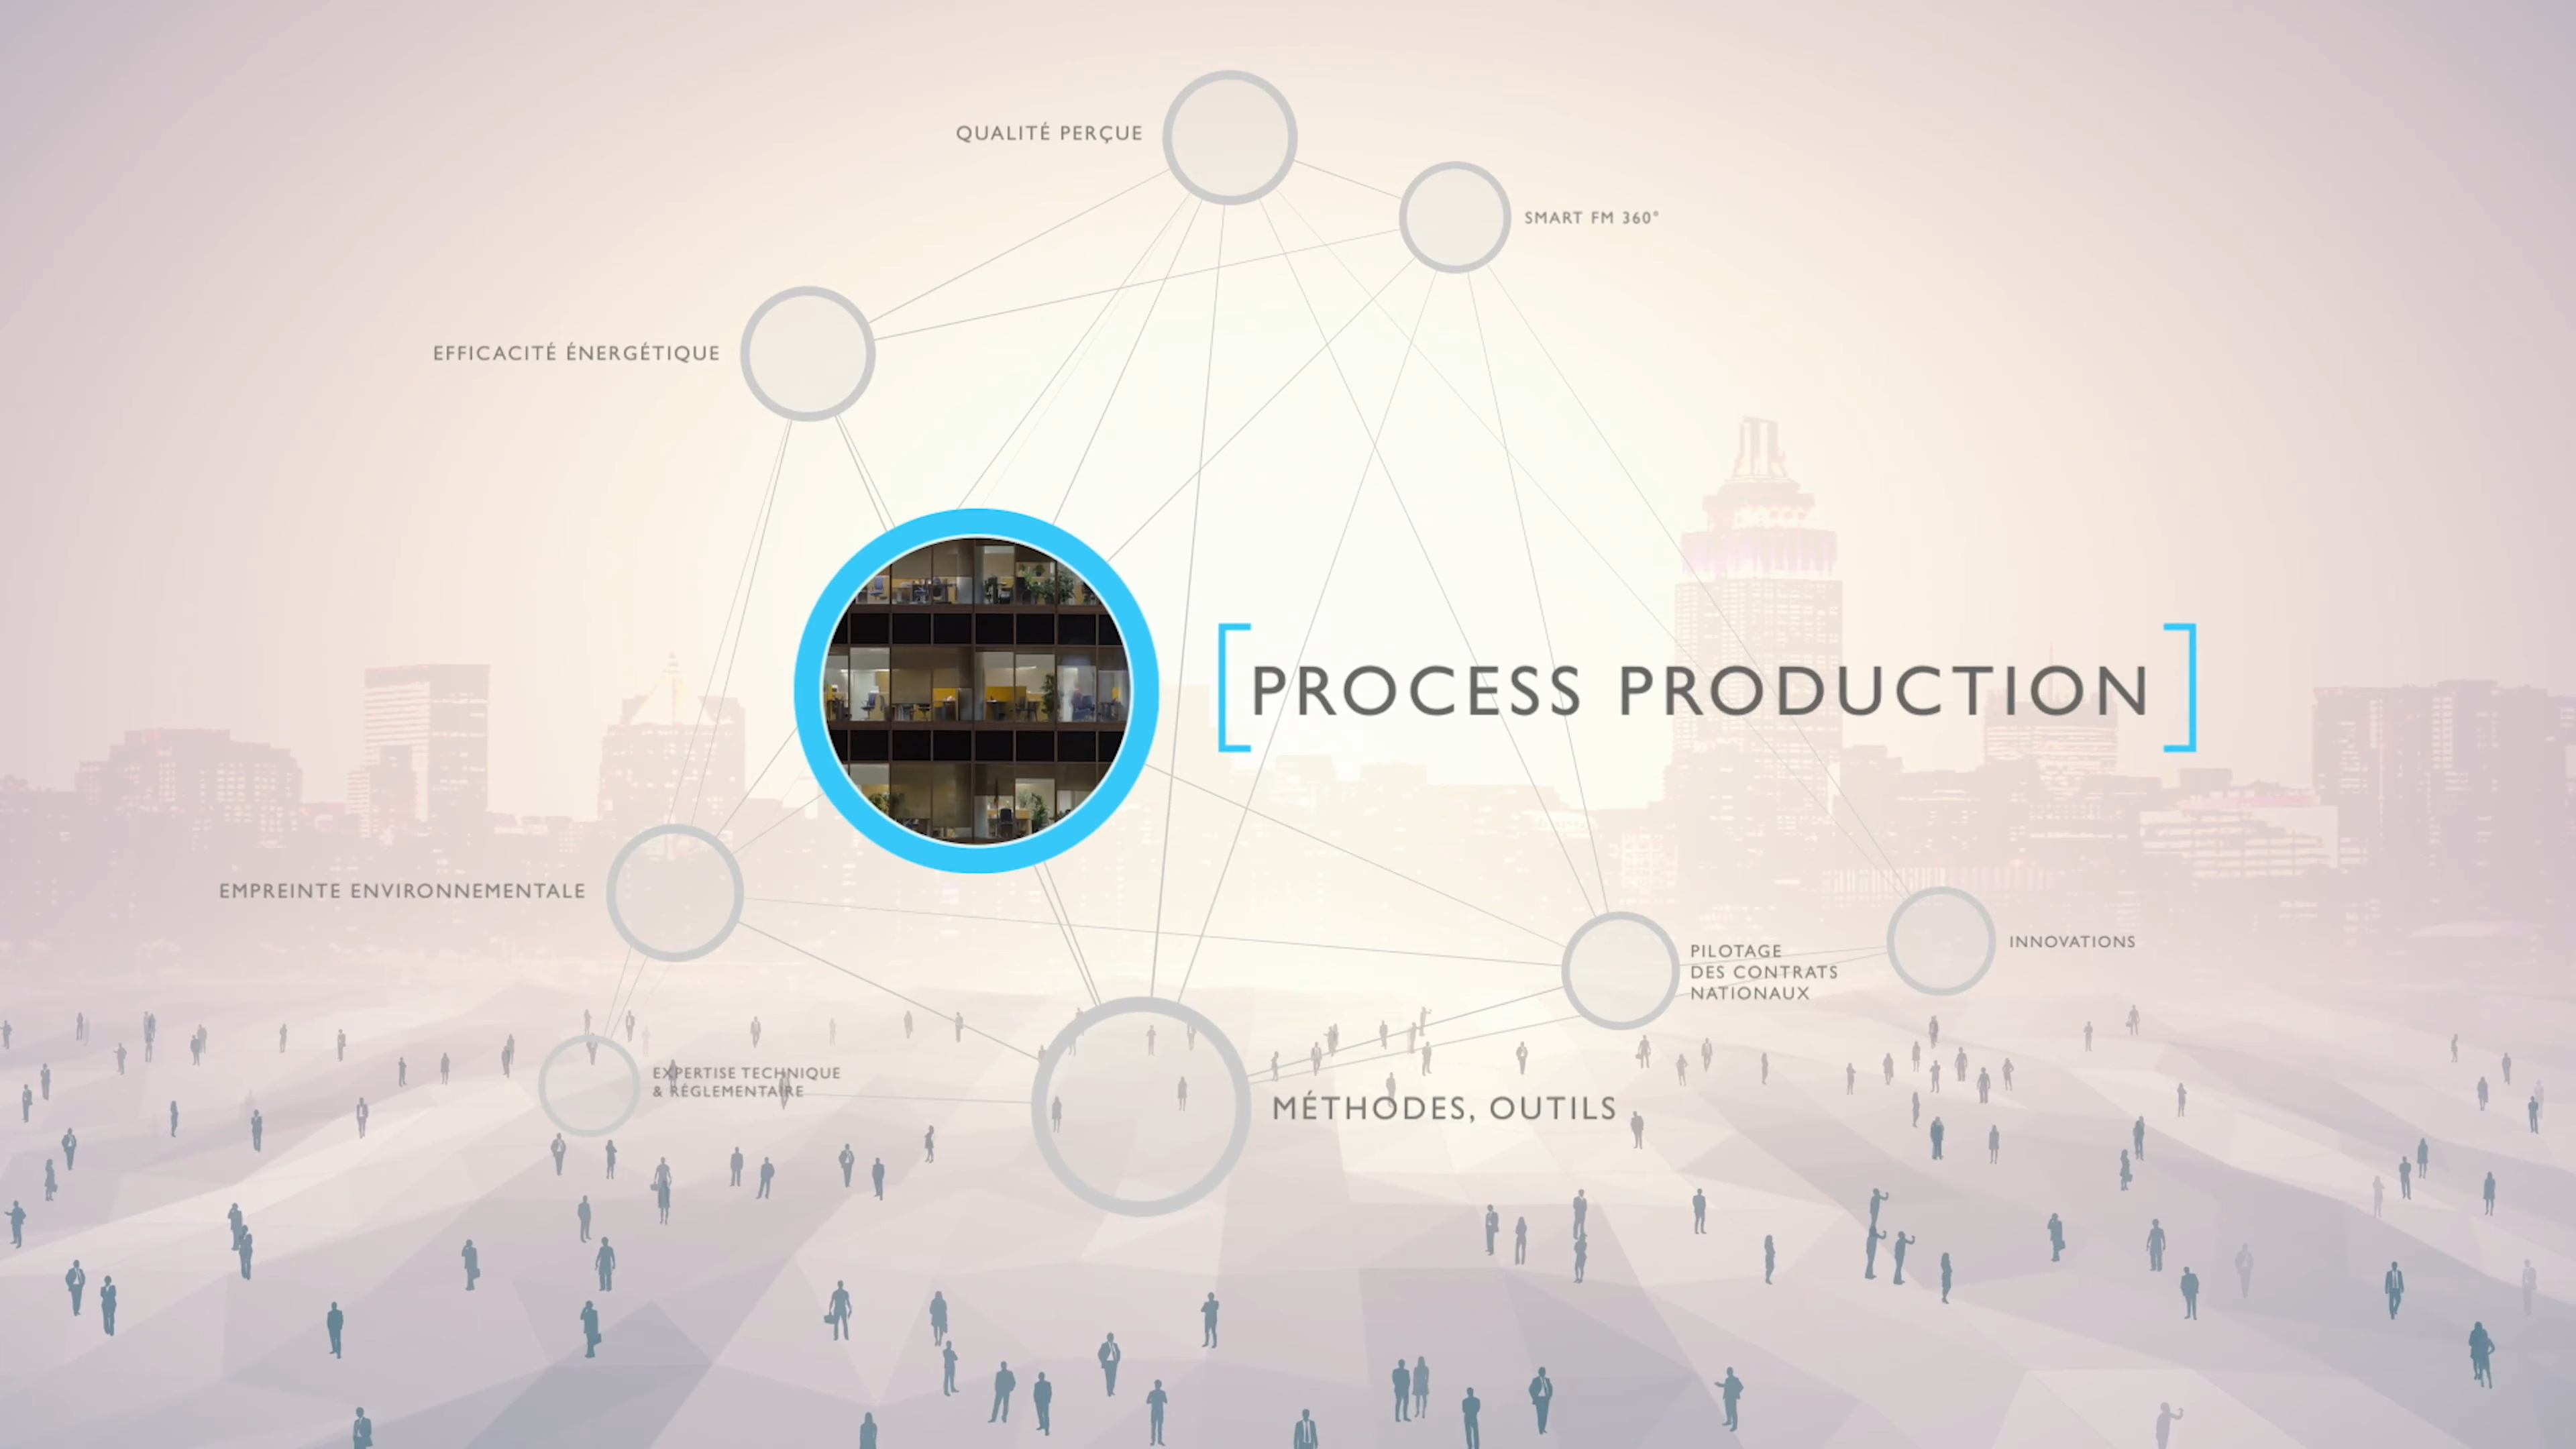 QUALITÉ PERÇUE
SMART FM 360°
EFFICACITÉ ÉNERGÉTIQUE
PROCESS PRODUCTION
EMPREINTE ENVIRONNEMENTALE
PILOTAGE
DES CONTRATS
NATIONAUX
INNOVATIONS
EXPERTISE TECHNIQUE
& RÉGLEMENTAIRE
MÉTHODES, OUTILS